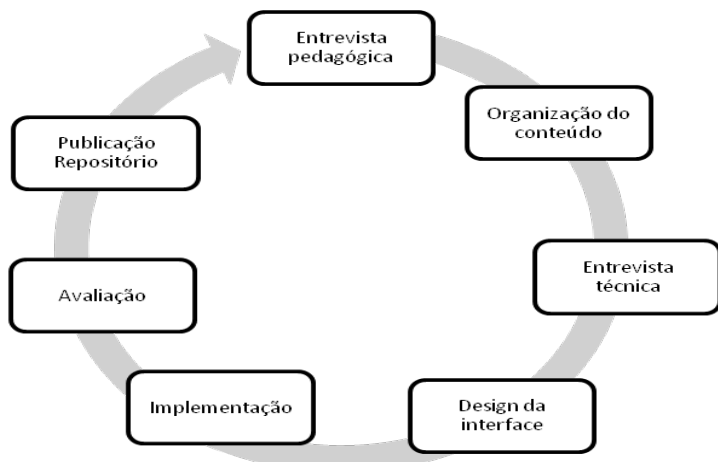 Entrevista
pedagógica
Organização do
conteúdo
Entrevista
técnica
Design da
interface
Implementação
Avaliação
Publicação
Repositório